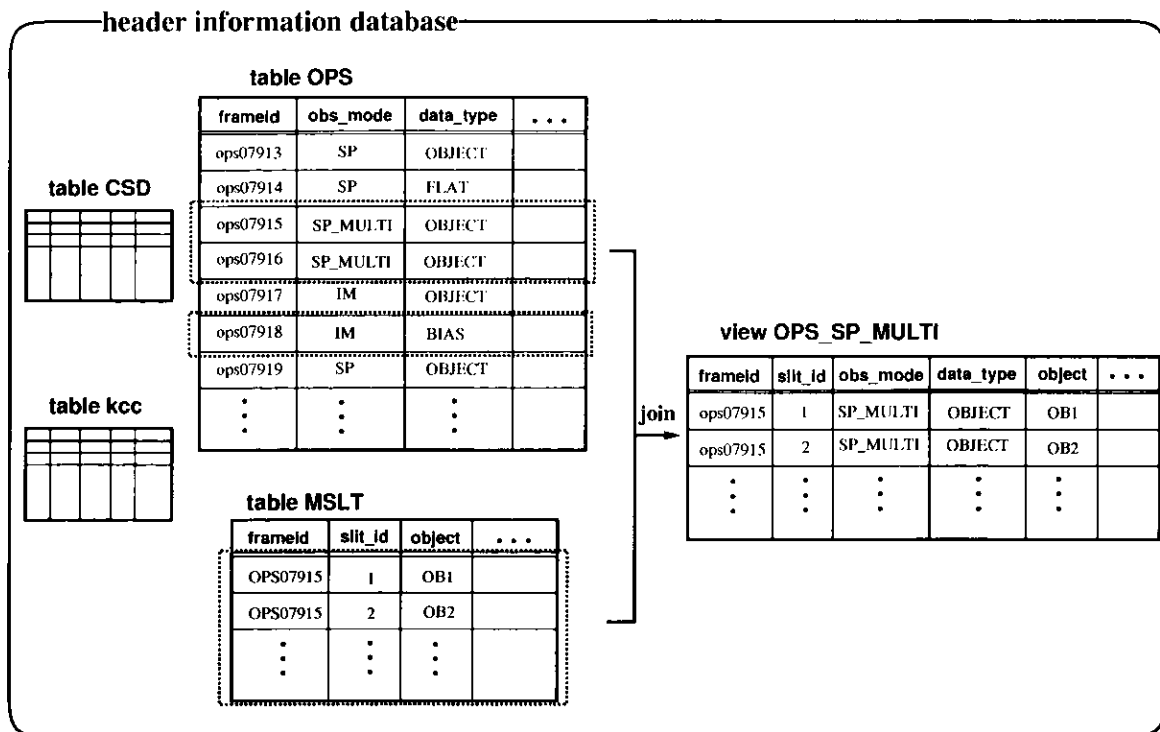 header information database
table OPS
frameid obs_mode data_type ...
ops07913 SP OBJECT
ops07914 SP FLAT
ops07915 SP_MULTI OBJECT
ops07916 SP_MULTI OBJECT
ops07917 IM OBJECT
ops07918 IM BIAS
ops07919 SP OBJECT
table CSD
table kcc
table MSLT
frameid slit_id object ...
OPS07915 1 OB1
OPS07915 2 OB2
join
view OPS_SP_MULTI
frameid slit_id obs_mode data_type object ...
ops07915 1 SP_MULTI OBJECT OB1
ops07915 2 SP_MULTI OBJECT OB2